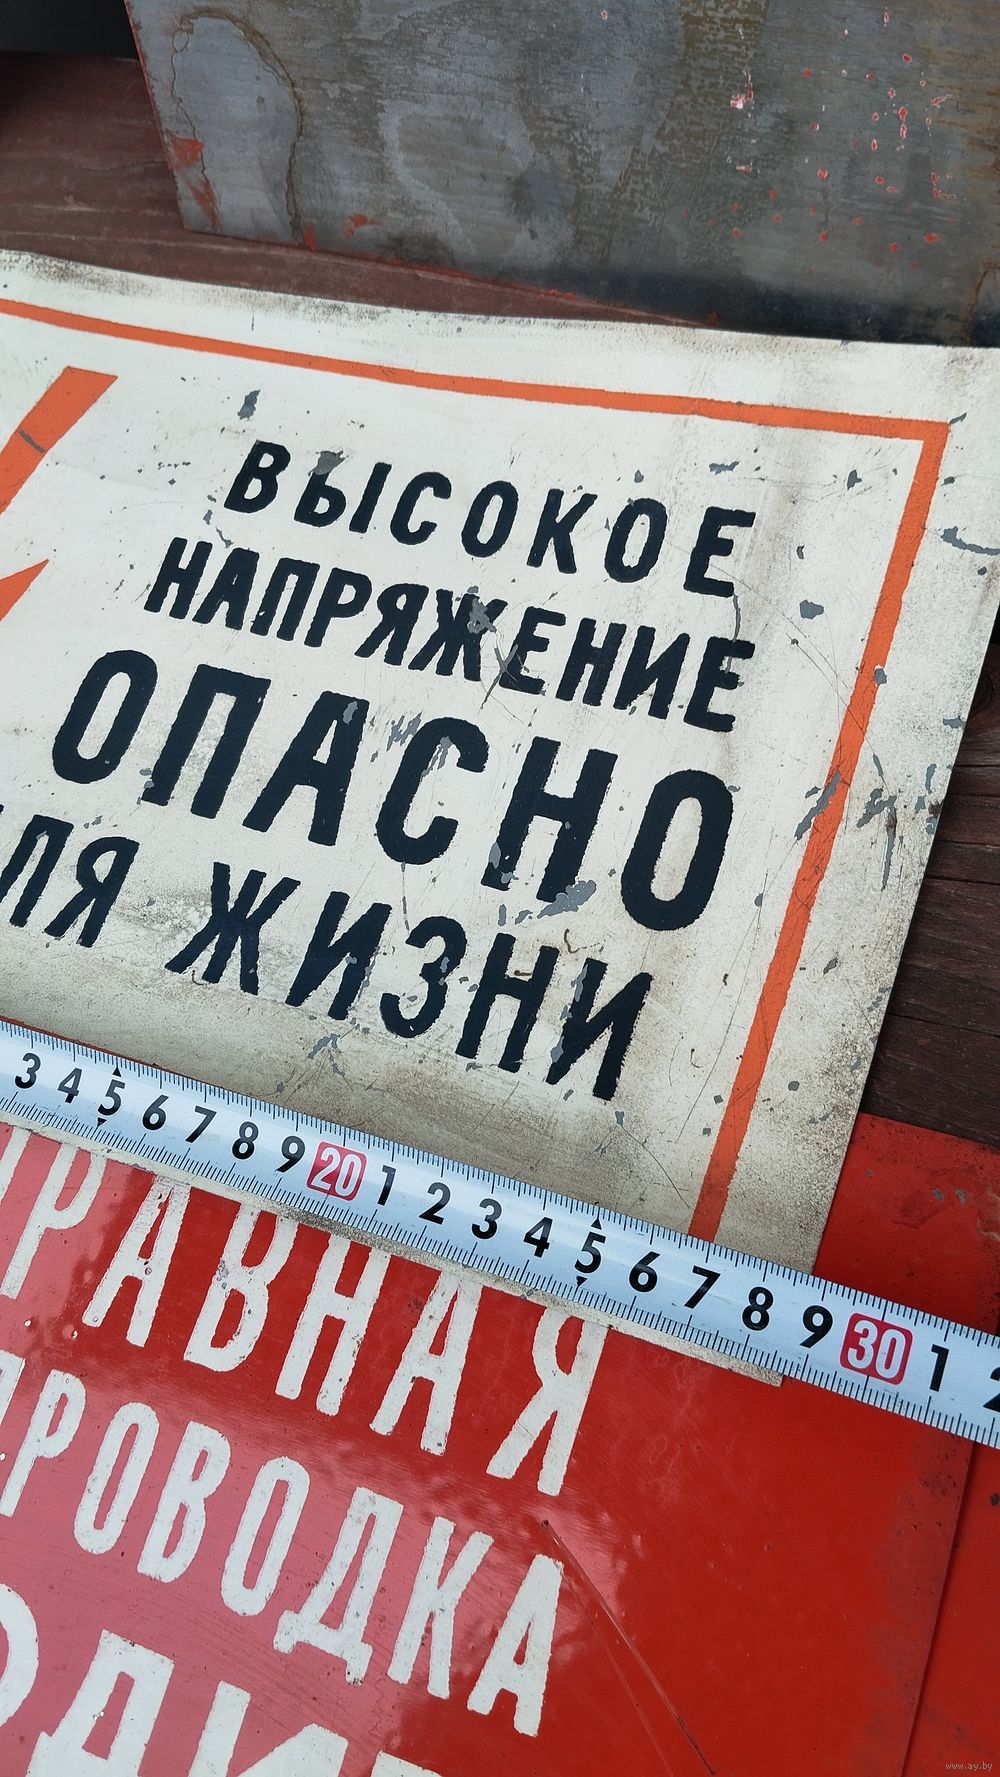 ВЫСОКОЕ
НАПРЯЖЕНИЕ
ОПАСНО
ДЛЯ ЖИЗНИ
3 4 5 6 7 8 9 20 1 2 3 4 5 6 7 8 9 30 1 2
РАВНАЯ
ПРОВОДКА
www.ay.by